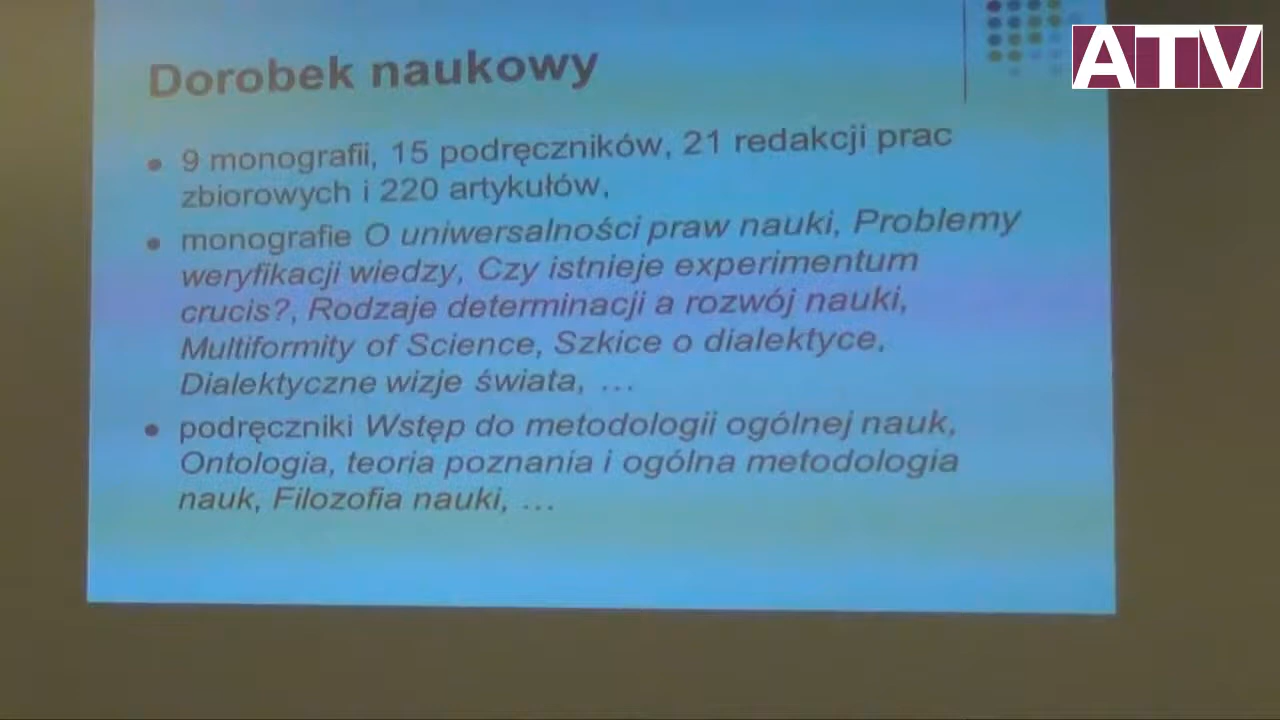 ATV
Dorobek naukowy
9 monografii, 15 podręczników, 21 redakcji prac
zbiorowych i 220 artykułów,
monografie O uniwersalności praw nauki, Problemy
weryfikacji wiedzy, Czy istnieje experimentum
crucis?, Rodzaje determinacji a rozwój nauki,
Multiformity of Science, Szkice o dialektyce,
Dialektyczne wizje świata, …
podręczniki Wstęp do metodologii ogólnej nauk,
Ontologia, teoria poznania i ogólna metodologia
nauk, Filozofia nauki, …